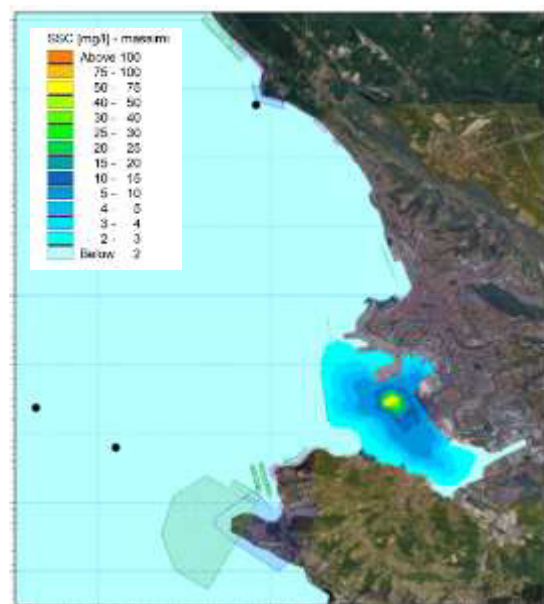 SSC [mg/l] - massimi
Above 100
75 - 100
50 - 75
40 - 50
30 - 40
25 - 30
20 - 25
15 - 20
10 - 15
5 - 10
4 - 5
3 - 4
2 - 3
Below 2